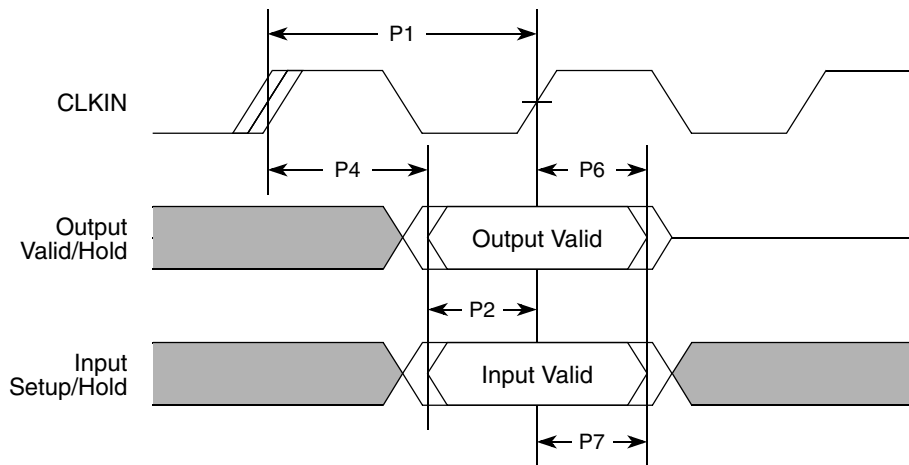 P1
CLKIN
P4
P6
Output
Valid/Hold
Output Valid
P2
Input
Setup/Hold
Input Valid
P7